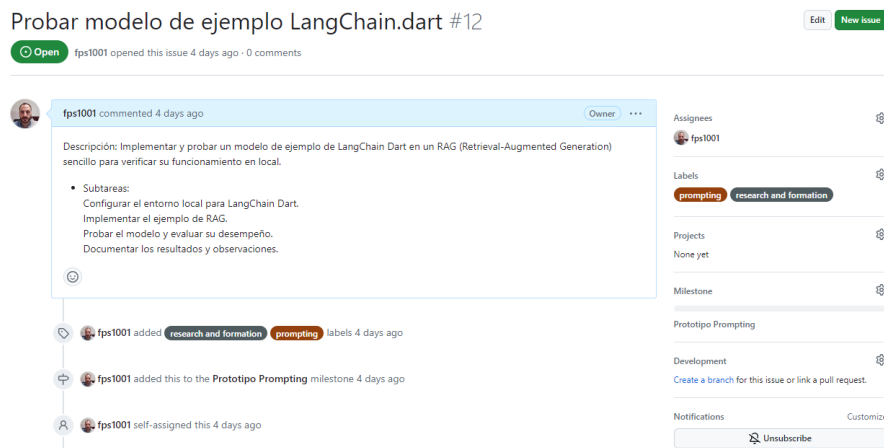 Probar modelo de ejemplo LangChain.dart #12
Edit
New issue
Open
fps1001 opened this issue 4 days ago · 0 comments
fps1001 commented 4 days ago
Owner
Descripción: Implementar y probar un modelo de ejemplo de LangChain Dart en un RAG (Retrieval-Augmented Generation)
sencillo para verificar su funcionamiento en local.
• Subtareas:
Configurar el entorno local para LangChain Dart.
Implementar el ejemplo de RAG.
Probar el modelo y evaluar su desempeño.
Documentar los resultados y observaciones.
fps1001 added research and formation prompting labels 4 days ago
fps1001 added this to the Prototipo Prompting milestone 4 days ago
fps1001 self-assigned this 4 days ago
Assignees
fps1001
Labels
prompting research and formation
Projects
None yet
Milestone
Prototipo Prompting
Development
Create a branch for this issue or link a pull request.
Notifications
Customize
Unsubscribe